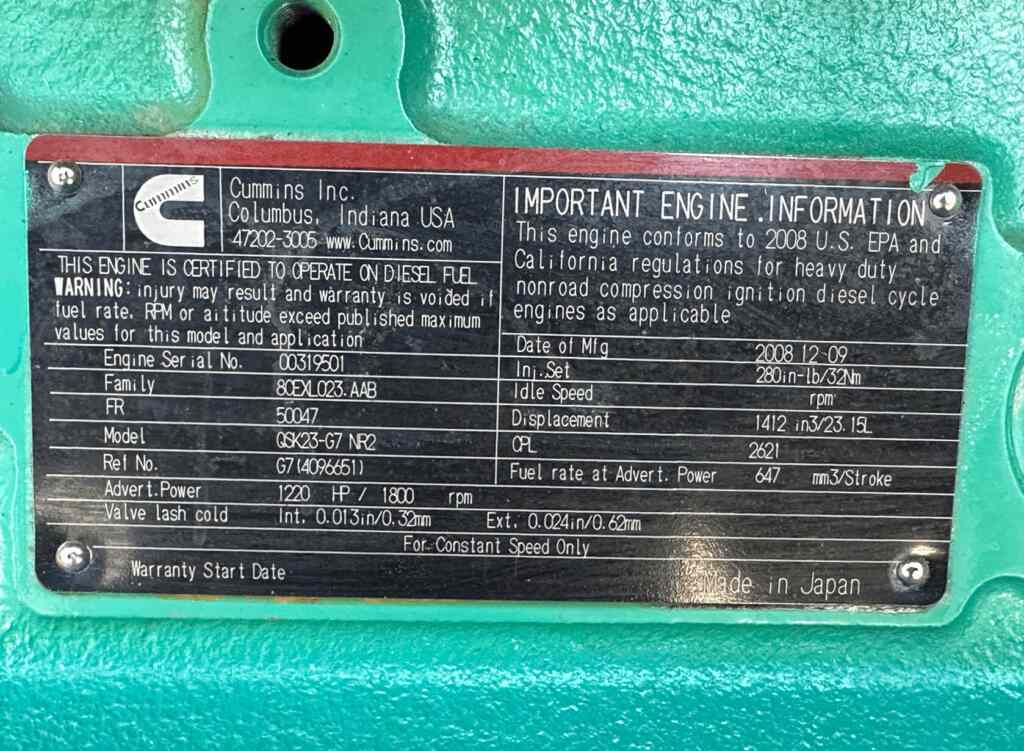 Cummins
Cummins Inc.
Columbus, Indiana USA
47202-3005 www.Cummins.com
THIS ENGINE IS CERTIFIED TO OPERATE ON DIESEL FUEL
WARNING: injury may result and warranty is voided if
fuel rate, RPM or altitude exceed published maximum
values for this model and application
Engine Serial No. 00319501
Family 8CEXL023.AAB
FR 50047
Model QSK23-G7 NR2
Ref No. G7(4096651)
Advert.Power 1220 HP / 1800 rpm
Valve lash cold Int. 0.013in/0.32mm Ext. 0.024in/0.62mm
IMPORTANT ENGINE INFORMATION
This engine conforms to 2008 U.S. EPA and
California regulations for heavy duty
nonroad compression ignition diesel cycle
engines as applicable
Date of Mfg 2008 12 09
Inj.Set 280in-lb/32Nm
Idle Speed rpm
Displacement 1412 in3/23.15L
CPL 2621
Fuel rate at Advert. Power 647 mm3/Stroke
For Constant Speed Only
Warranty Start Date
Made in Japan